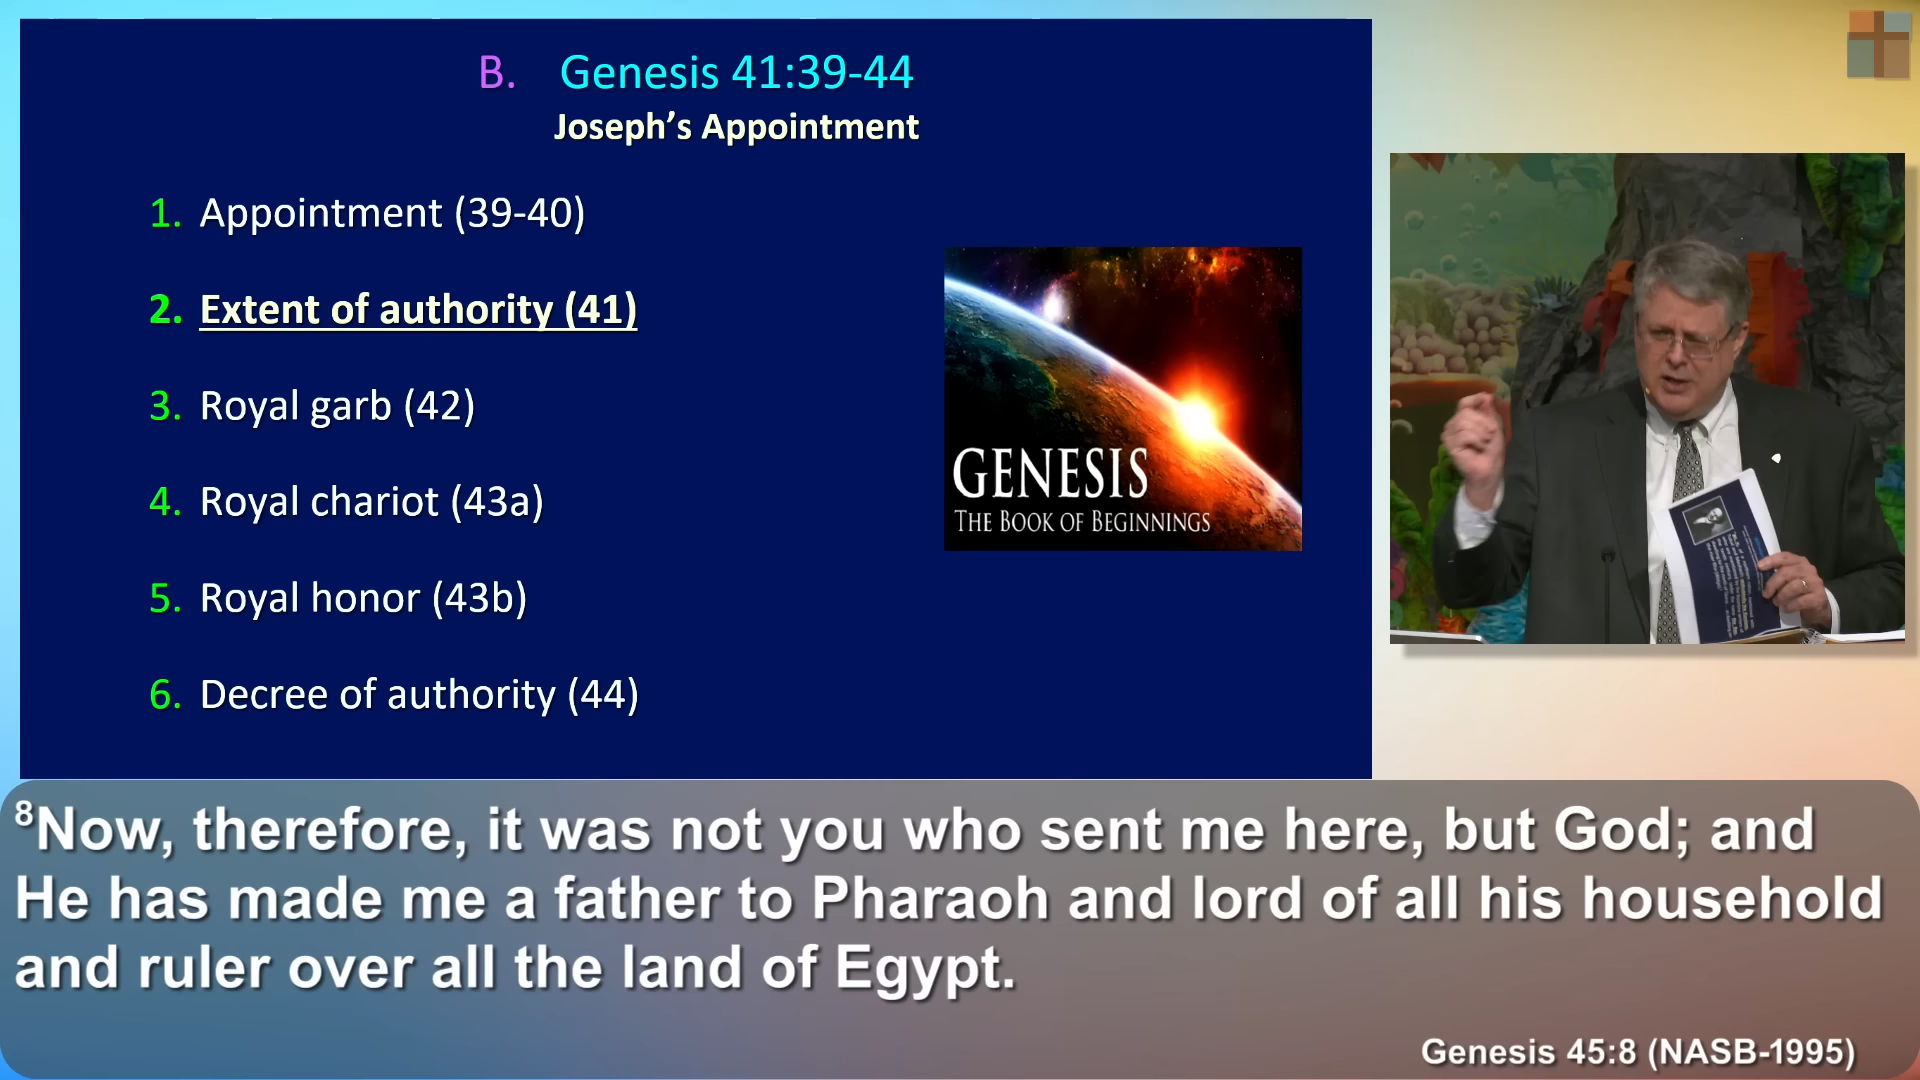 B. Genesis 41:39-44
Joseph’s Appointment
1. Appointment (39-40)
2. Extent of authority (41)
3. Royal garb (42)
4. Royal chariot (43a)
5. Royal honor (43b)
6. Decree of authority (44)
GENESIS
THE BOOK OF BEGINNINGS
8Now, therefore, it was not you who sent me here, but God; and
He has made me a father to Pharaoh and lord of all his household
and ruler over all the land of Egypt.
Genesis 45:8 (NASB-1995)